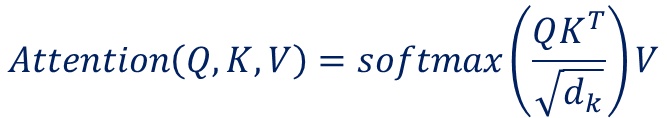 Attention(Q, K, V) = softmax(QK^T / √d_k)V